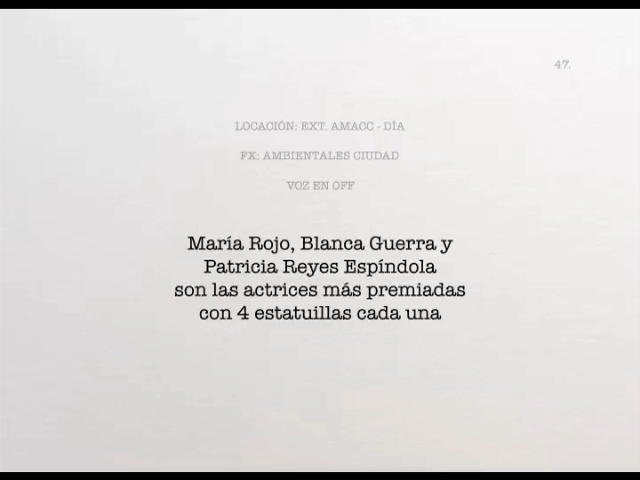 47.
LOCACIÓN: EXT. AMACC - DÍA
FX: AMBIENTALES CIUDAD
VOZ EN OFF
María Rojo, Blanca Guerra y
Patricia Reyes Espíndola
son las actrices más premiadas
con 4 estatuillas cada una